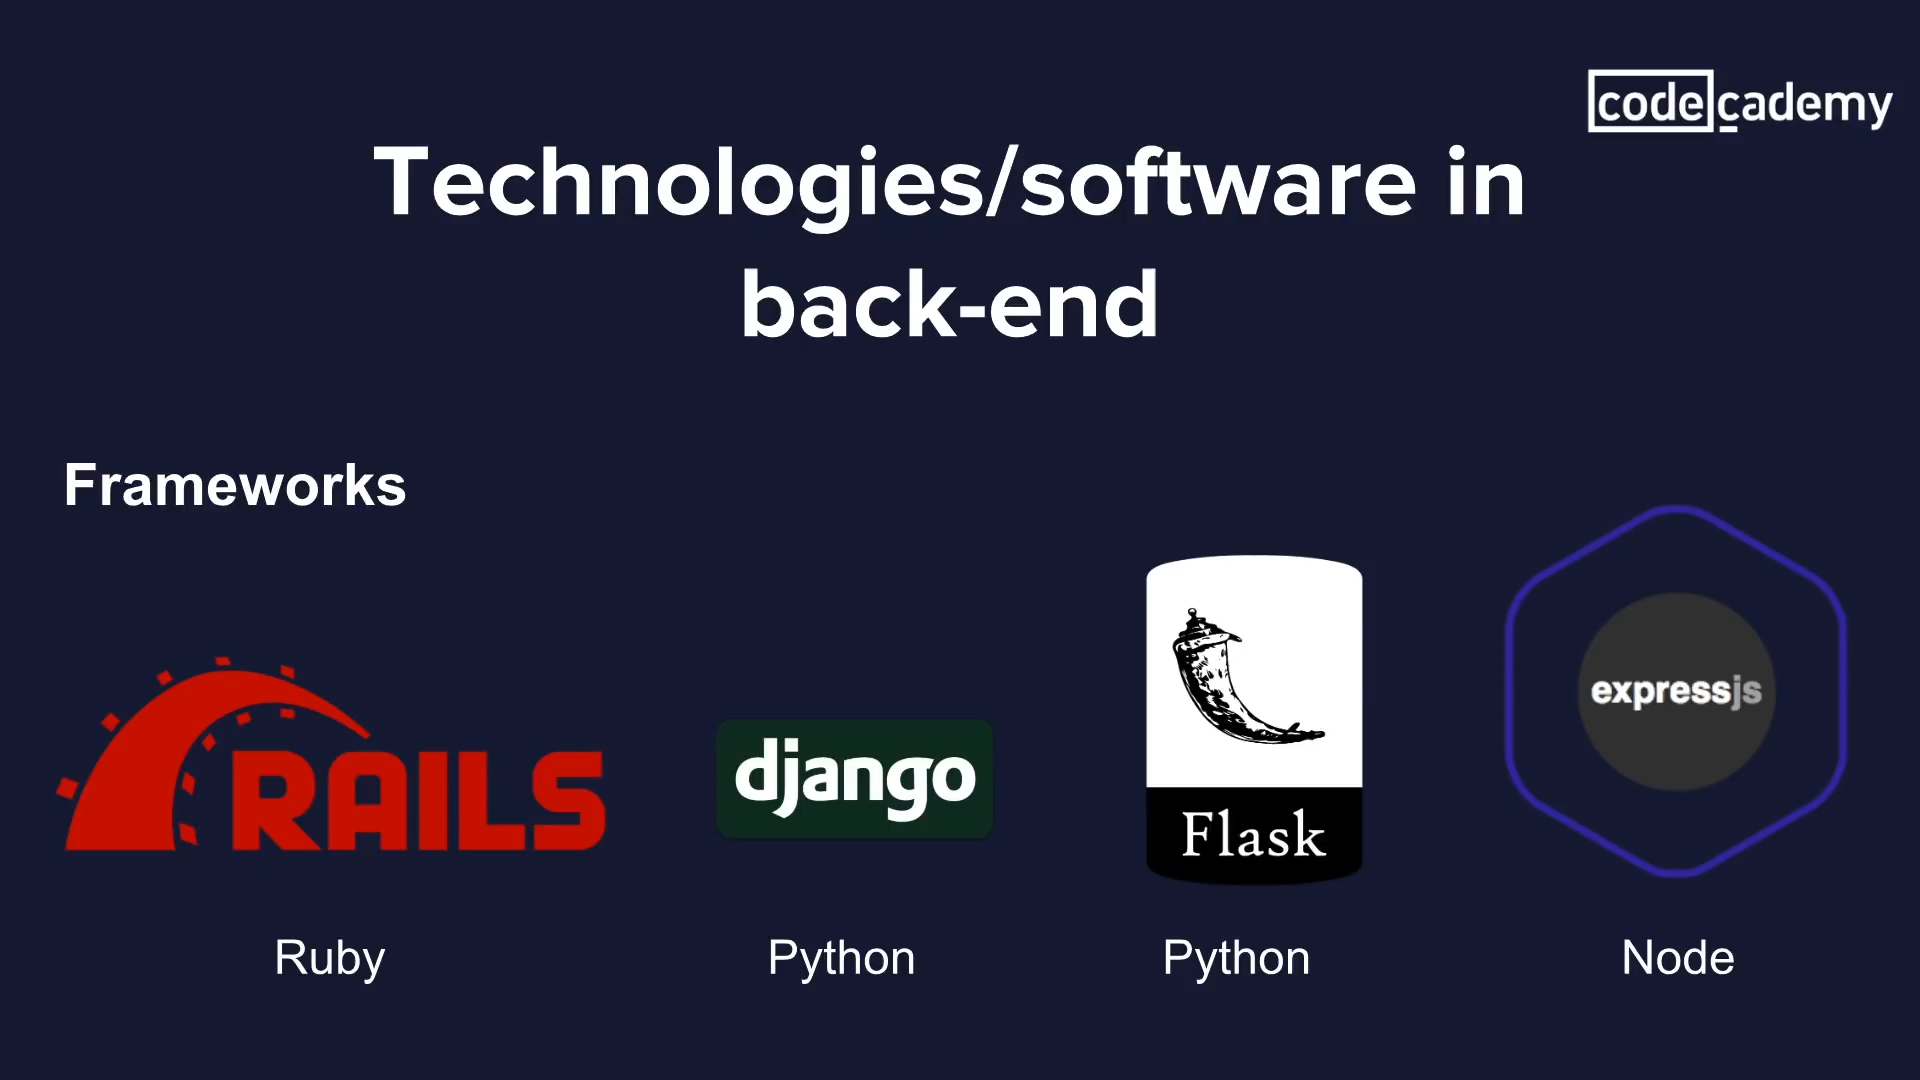 codecademy
Technologies/software in
back-end
Frameworks
RAILS
django
Flask
expressjs
Ruby
Python
Python
Node